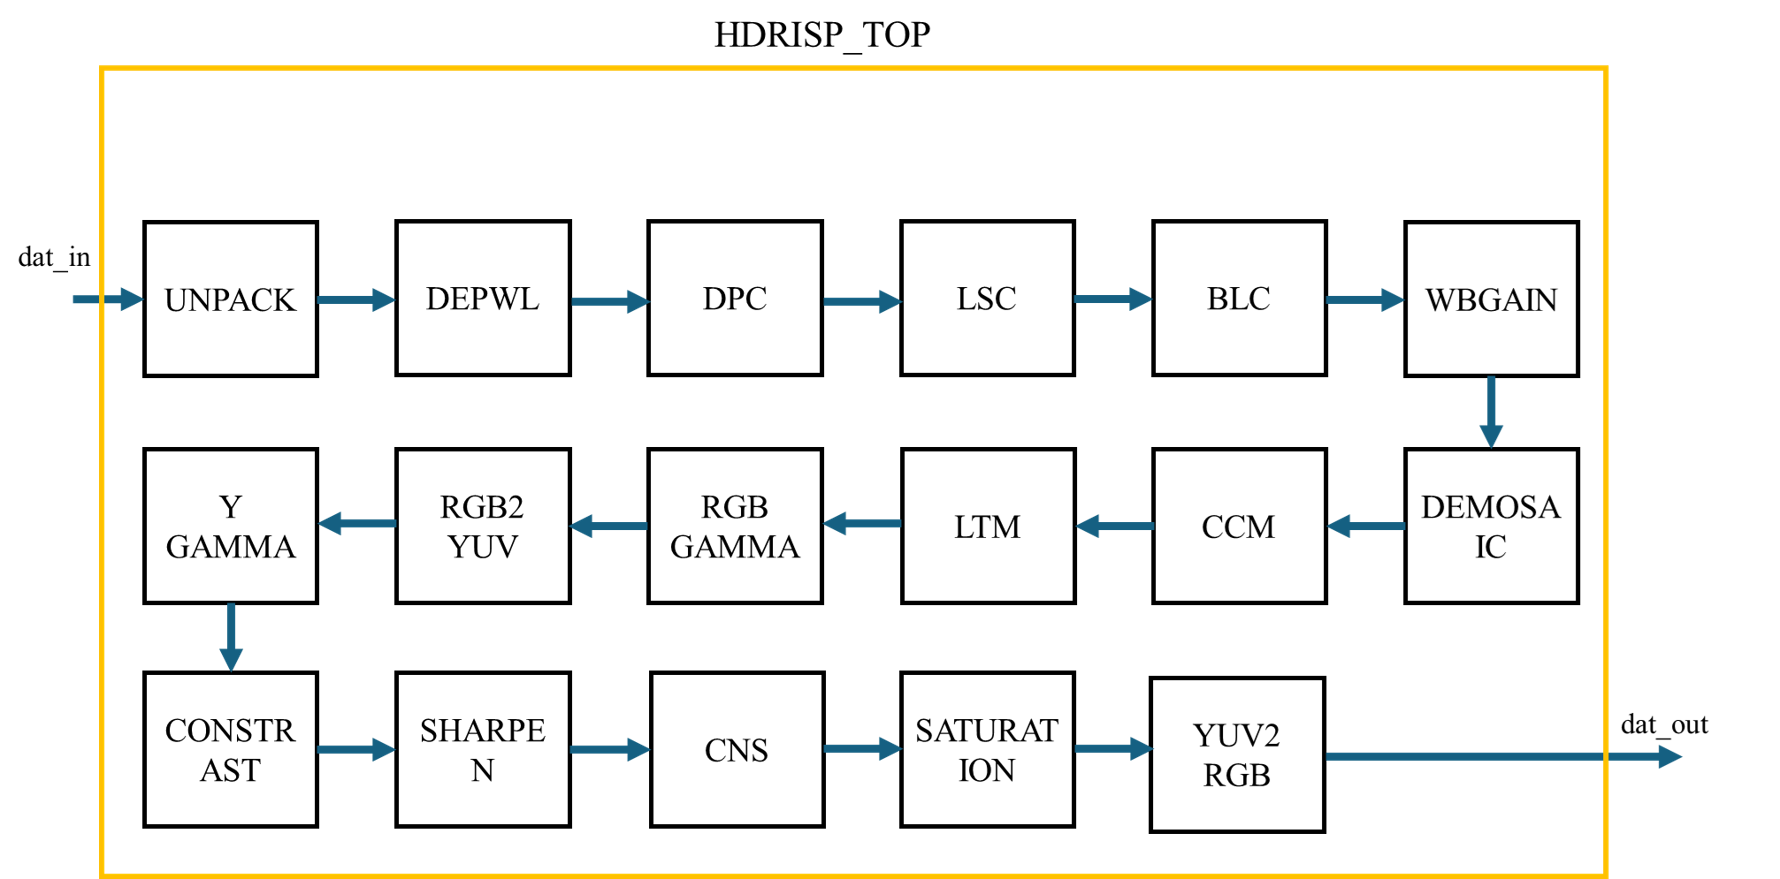 HDRISP_TOP
dat_in
UNPACK
DEPWL
DPC
LSC
BLC
WBGAIN
Y
GAMMA
RGB2
YUV
RGB
GAMMA
LTM
CCM
DEMOSA
IC
CONSTR
AST
SHARPE
N
CNS
SATURAT
ION
YUV2
RGB
dat_out